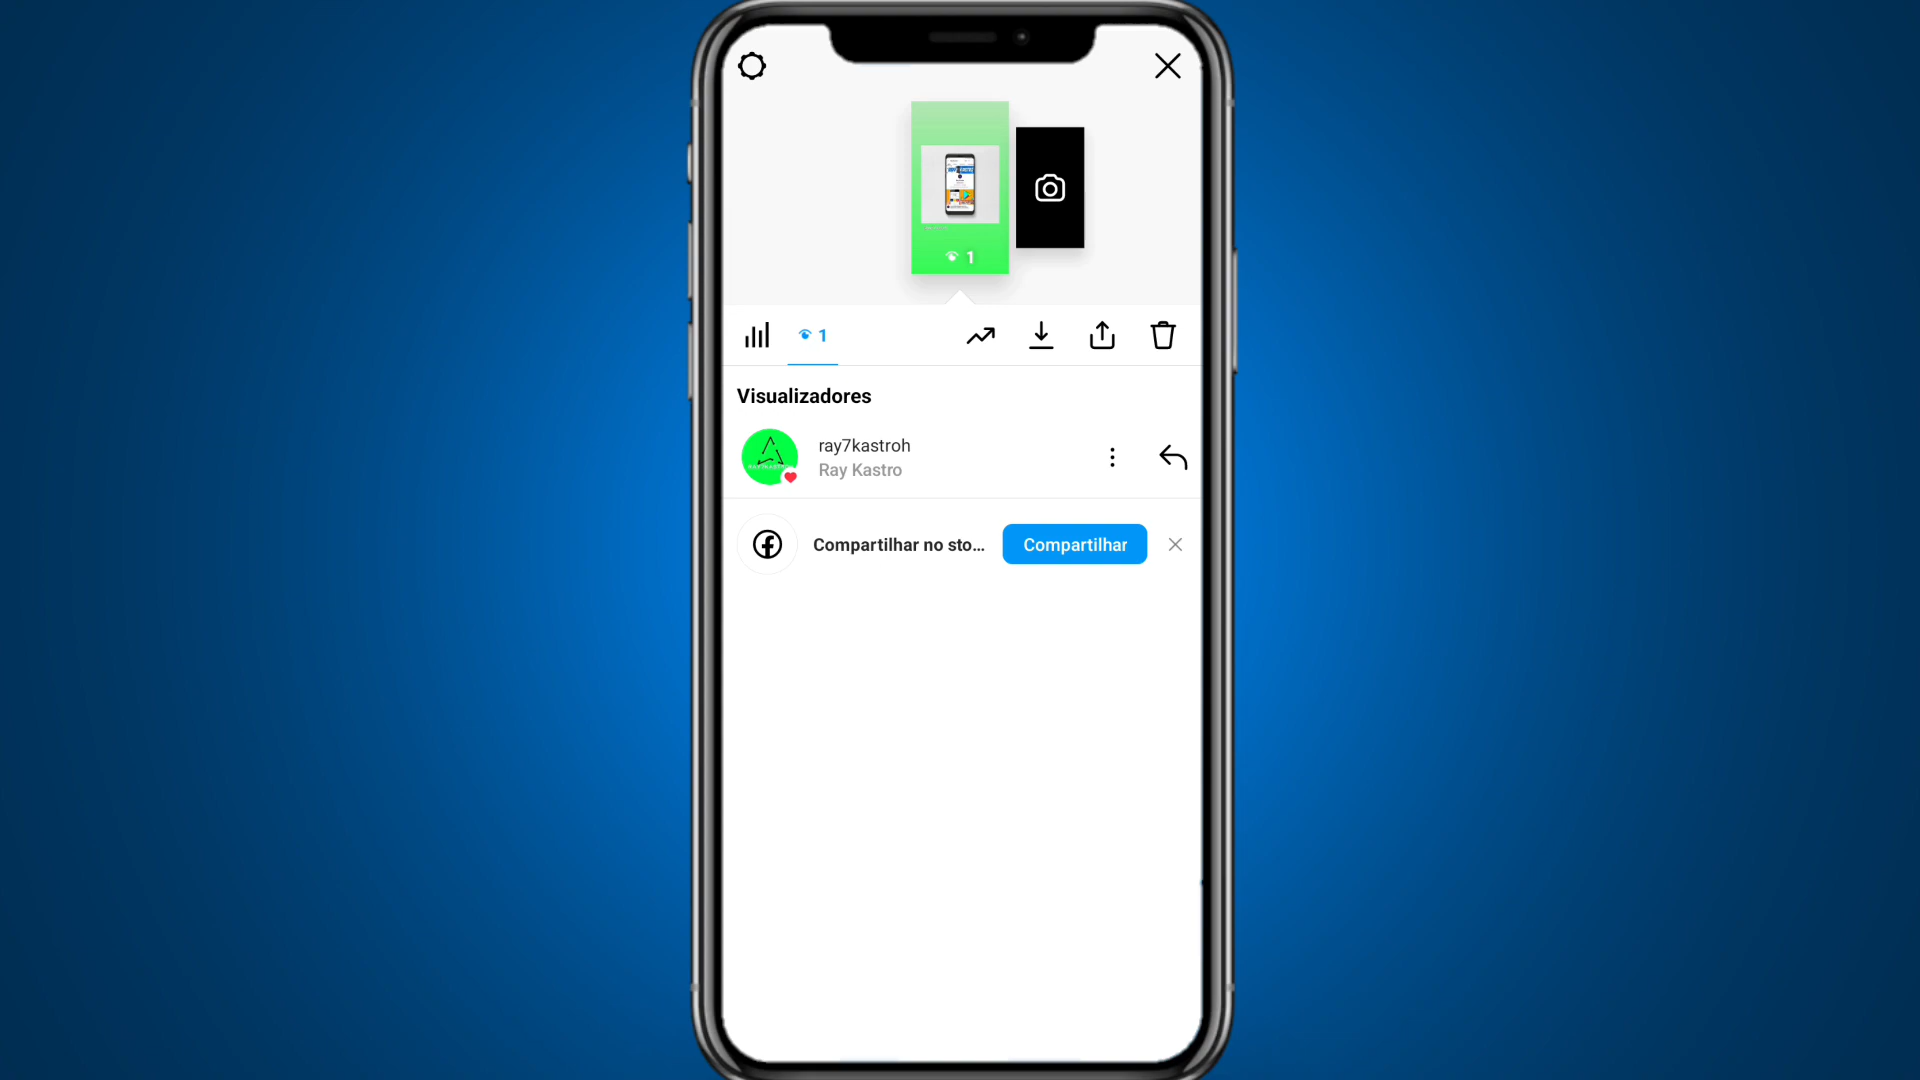 1
1
Visualizadores
ray7kastroh
Ray Kastro
Compartilhar no sto...
Compartilhar